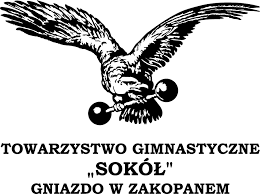 TOWARZYSTWO GIMNASTYCZNE
„SOKÓŁ"
GNIAZDO W ZAKOPANEM